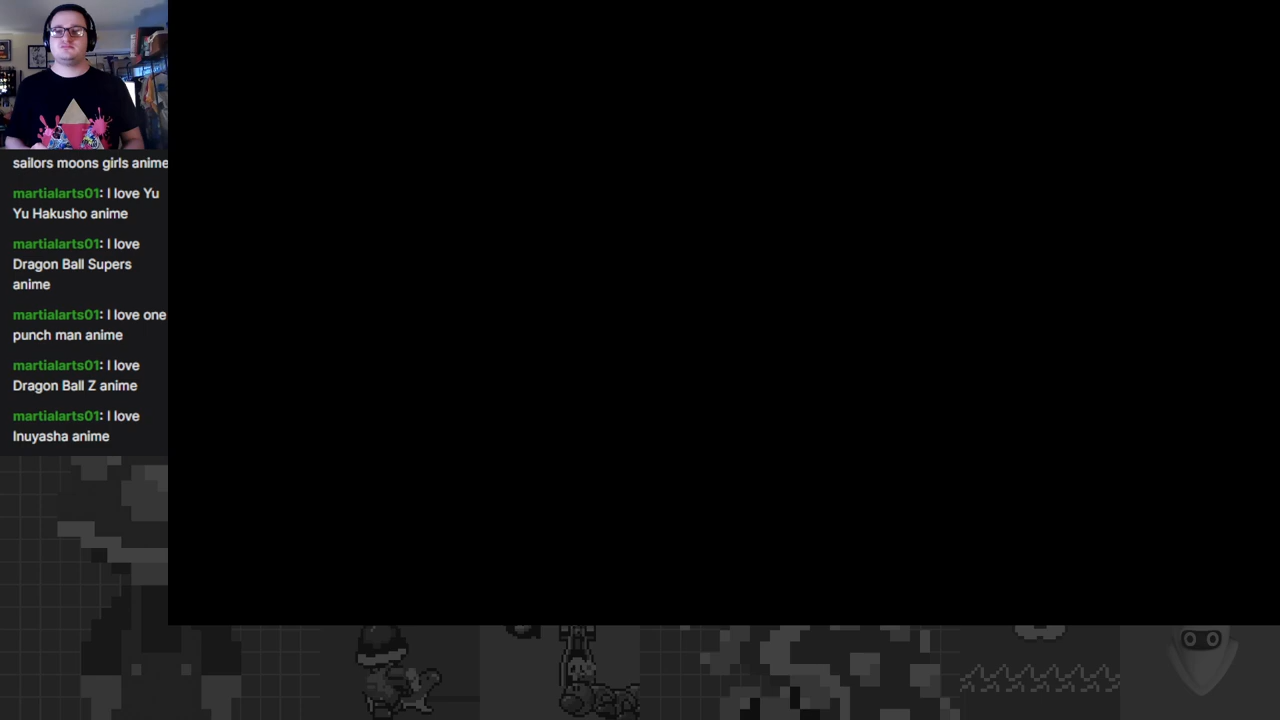 sailors moons girls anime
martialarts01: I love Yu
Yu Hakusho anime
martialarts01: I love
Dragon Ball Supers
anime
martialarts01: I love one
punch man anime
martialarts01: I love
Dragon Ball Z anime
martialarts01: I love
Inuyasha anime